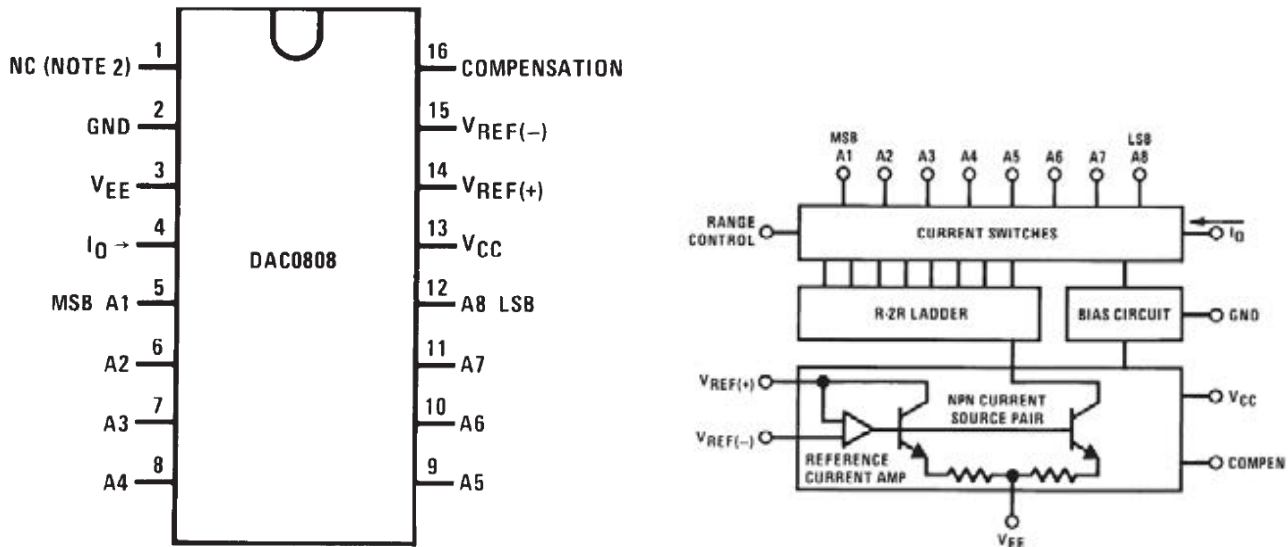 1
NC (NOTE 2)
2
GND
3
VEE
4
IO →
5
MSB A1
6
A2
7
A3
8
A4
DAC0808
16
COMPENSATION
15
VREF(−)
14
VREF(+)
13
VCC
12
A8 LSB
11
A7
10
A6
9
A5
MSB LSB
A1 A2 A3 A4 A5 A6 A7 A8
RANGE
CONTROL
CURRENT SWITCHES
IO
R-2R LADDER
BIAS CIRCUIT
GND
VREF(+)
VREF(−)
NPN CURRENT
SOURCE PAIR
REFERENCE
CURRENT AMP
VCC
COMPEN
VEE